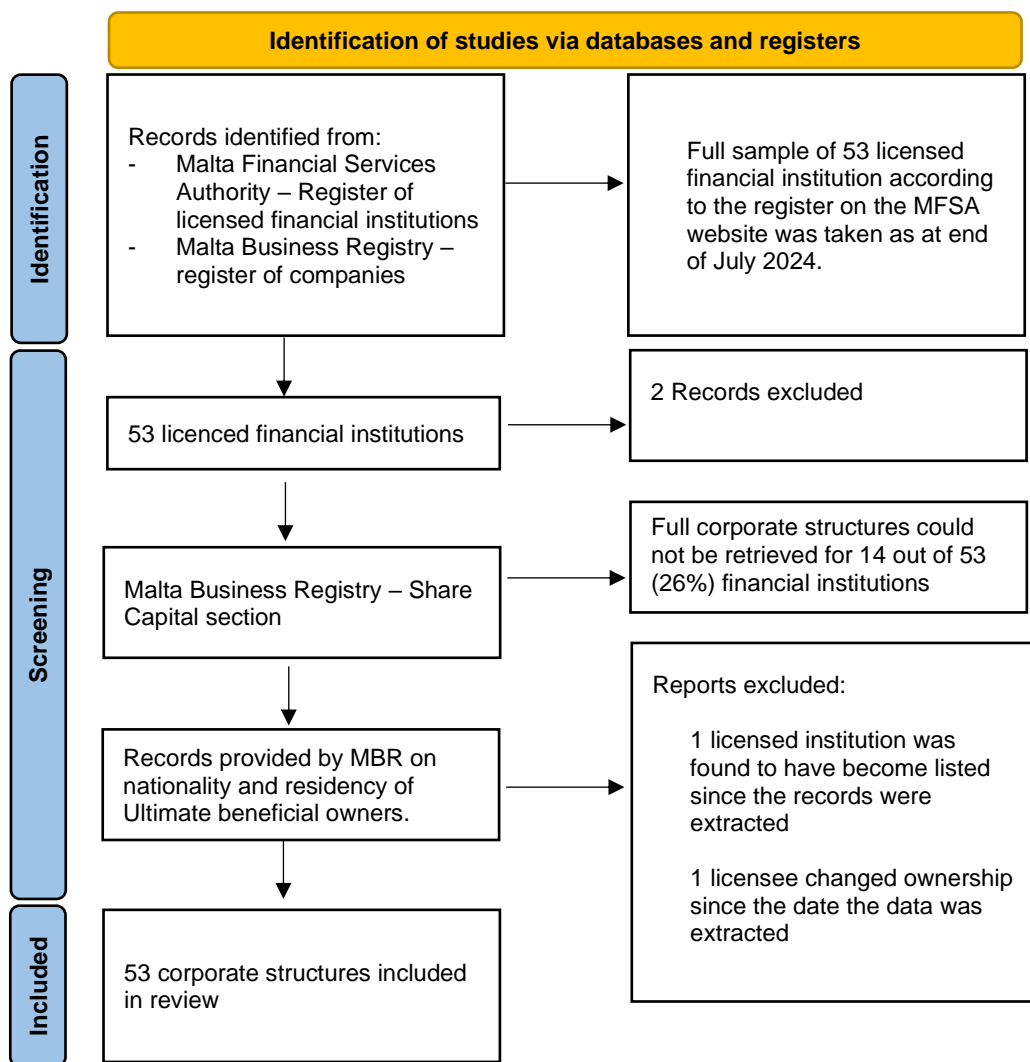 Identification of studies via databases and registers
Identification
Records identified from:
- Malta Financial Services
Authority – Register of
licensed financial institutions
- Malta Business Registry –
register of companies
Full sample of 53 licensed
financial institution according
to the register on the MFSA
website was taken as at end
of July 2024.
Screening
53 licenced financial institutions
2 Records excluded
Malta Business Registry – Share
Capital section
Full corporate structures could
not be retrieved for 14 out of 53
(26%) financial institutions
Records provided by MBR on
nationality and residency of
Ultimate beneficial owners.
Reports excluded:
1 licensed institution was
found to have become listed
since the records were
extracted
1 licensee changed ownership
since the date the data was
extracted
Included
53 corporate structures included
in review